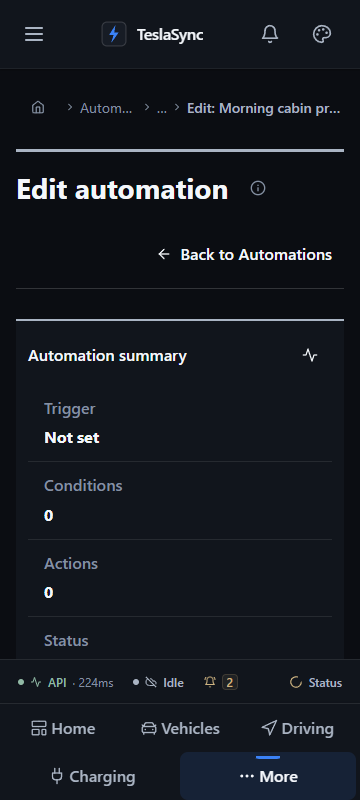 TeslaSync
Autom... ... Edit: Morning cabin pr...
Edit automation
Back to Automations
Automation summary
Trigger
Not set
Conditions
0
Actions
0
Status
API · 224ms Idle 2 Status
Home Vehicles Driving
Charging More